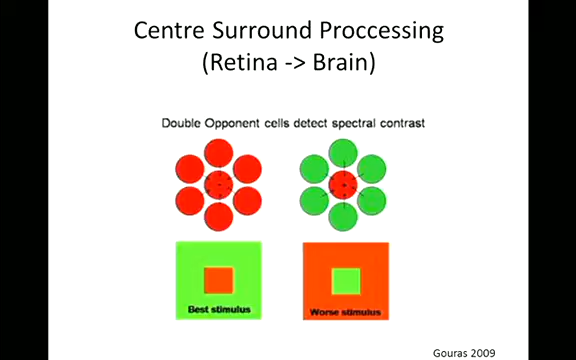 Centre Surround Proccessing
(Retina -> Brain)
Double Opponent cells detect spectral contrast
Best stimulus
Worse stimulus
Gouras 2009